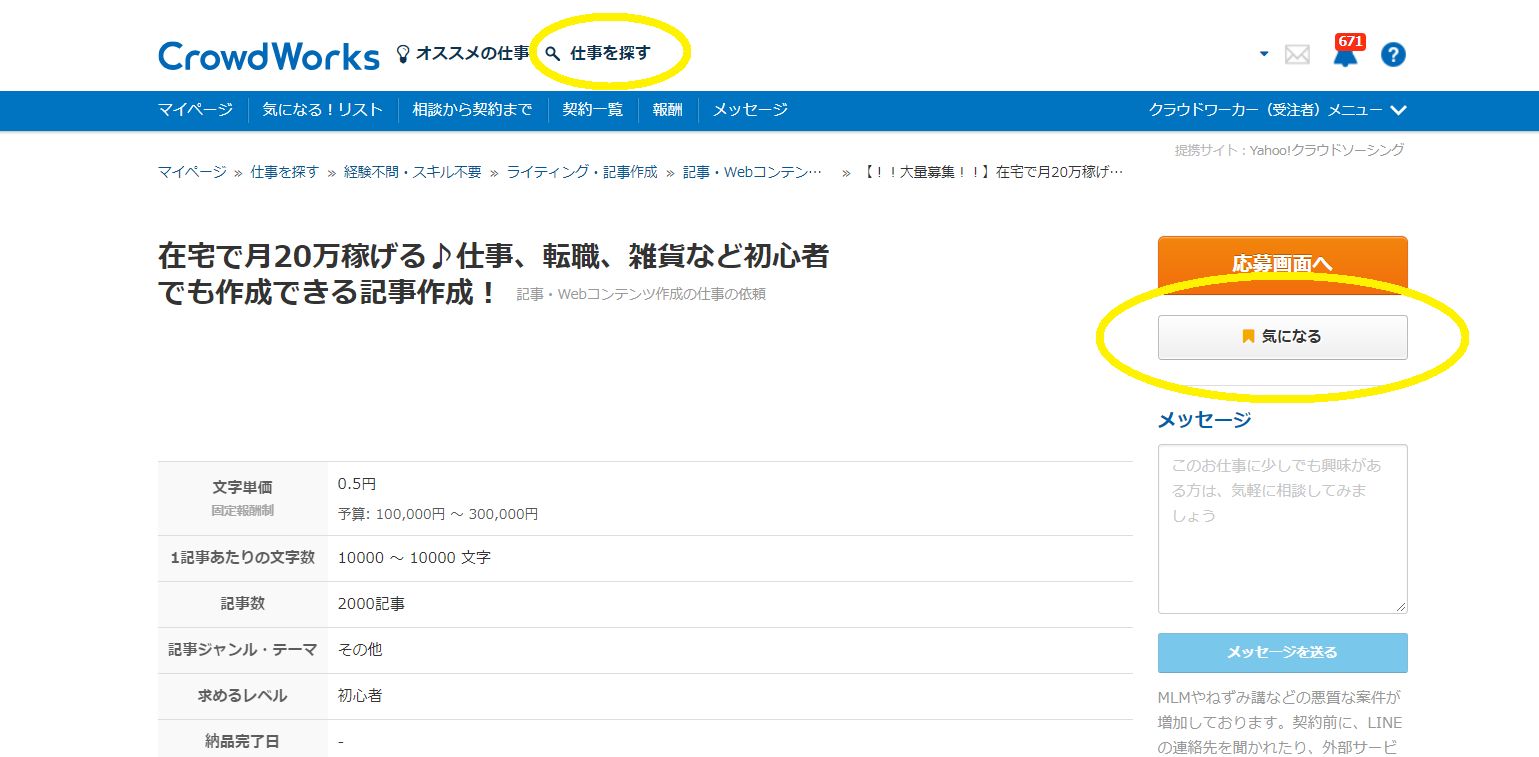 CrowdWorks オススメの仕事 仕事を探す 671 ?
マイページ 気になる!リスト 相談から契約まで 契約一覧 報酬 メッセージ クラウドワーカー（受注者）メニュー
提携サイト：Yahoo!クラウドソーシング
マイページ » 仕事を探す » 経験不問・スキル不要 » ライティング・記事作成 » 記事・Webコンテン… » 【！！大量募集！！】在宅で月20万稼げ…
在宅で月20万稼げる♪仕事、転職、雑貨など初心者
でも作成できる記事作成！ 記事・Webコンテンツ作成の仕事の依頼
応募画面へ
気になる
メッセージ
このお仕事に少しでも興味があ
る方は、気軽に相談してみま
しょう
メッセージを送る
MLMやねずみ講などの悪質な案件が
増加しております。契約前に、LINE
の連絡先を聞かれたり、外部サービ
文字単価 0.5円
固定報酬制 予算: 100,000円 〜 300,000円
1記事あたりの文字数 10000 〜 10000 文字
記事数 2000記事
記事ジャンル・テーマ その他
求めるレベル 初心者
納品完了日 -